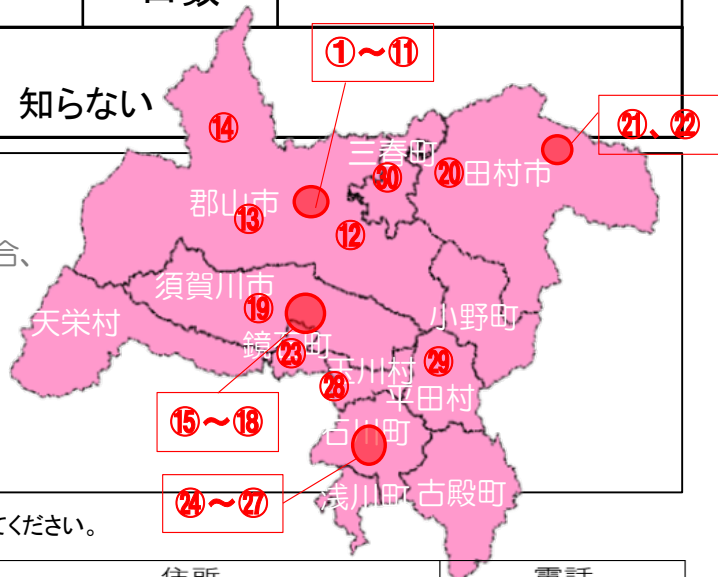 日数
①～⑪
知らない
⑭
㉑、㉒
三春町
㉚
⑳田村市
郡山市
⑬
⑫
合、
須賀川市
⑲
天栄村
小野町
鏡石町
㉓
㉙
玉川村
㉘
平田村
⑮～⑱
石川町
㉔～㉗
浅川町
古殿町
てください。
住所
電話